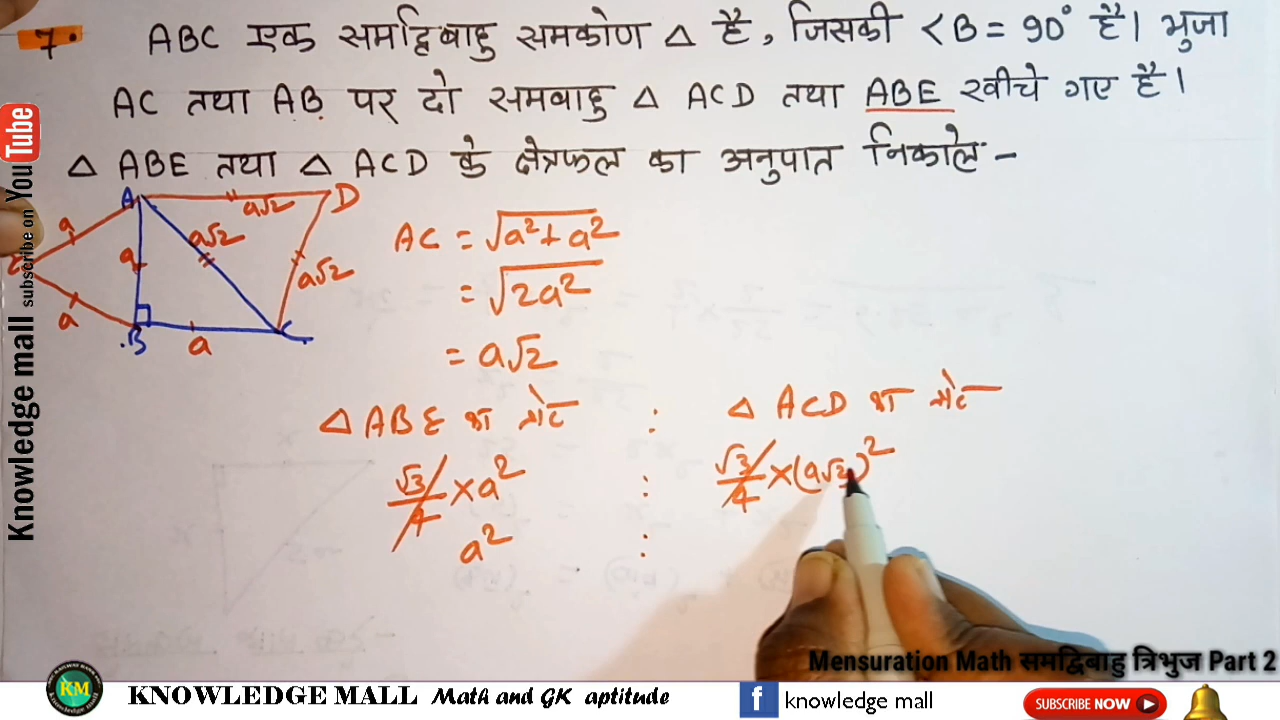 7. ABC एक समद्विबाहु समकोण △ है, जिसकी <B = 90° है। भुजा
AC तथा AB पर दो समबाहु △ ACD तथा ABE खींचे गए है।
△ ABE तथा △ ACD के क्षेत्रफल का अनुपात निकाले -
A
D
B
C
a
a
a
a
a√2
a√2
a√2
AC = √a²+a²
= √2a²
= a√2
△ ABE का क्षेत्र० : △ ACD का क्षेत्र०
√3/4 × a² : √3/4 × (a√2)²
a² :
Knowledge mall subscribe on YouTube
Mensuration Math समद्विबाहु त्रिभुज Part 2
KM
KNOWLEDGE MALL Math and GK aptitude
f knowledge mall
SUBSCRIBE NOW